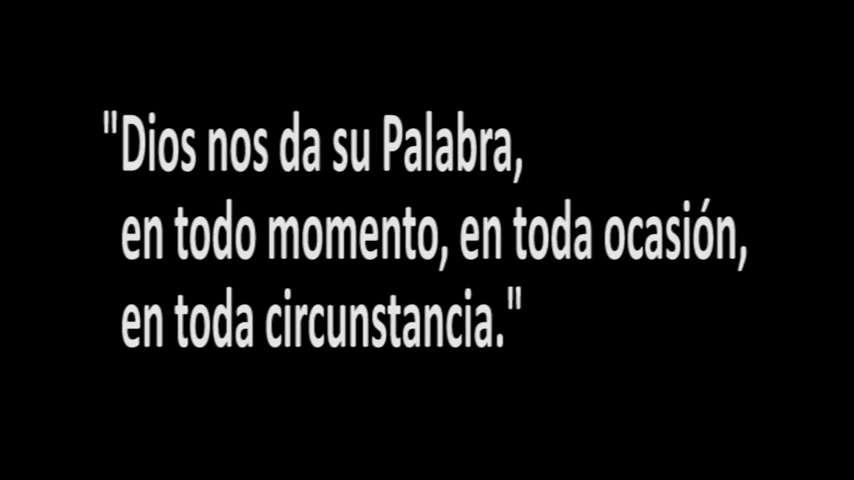 "Dios nos da su Palabra,
en todo momento, en toda ocasión,
en toda circunstancia."